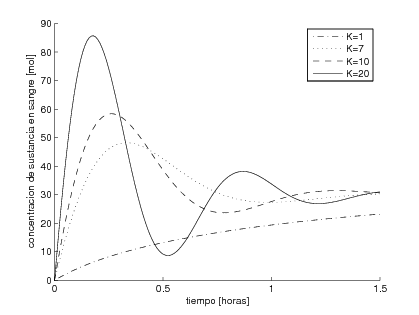 90
80
70
60
50
40
30
20
10
0
concentracion de sustancia en sangre [mol]
K=1
K=7
K=10
K=20
0 0.5 1 1.5
tiempo [horas]